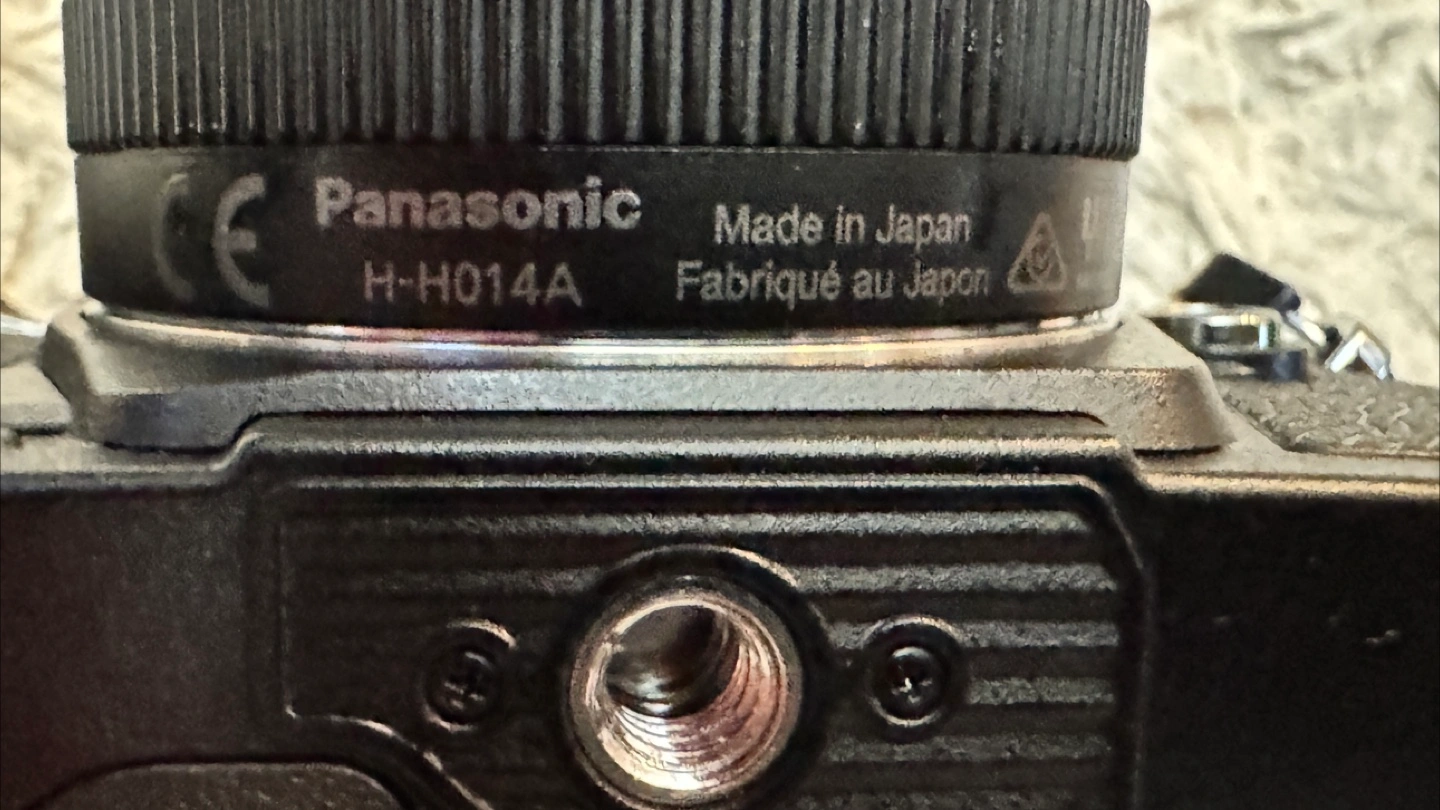 CE
Panasonic
H-H014A
Made in Japan
Fabriqué au Japon